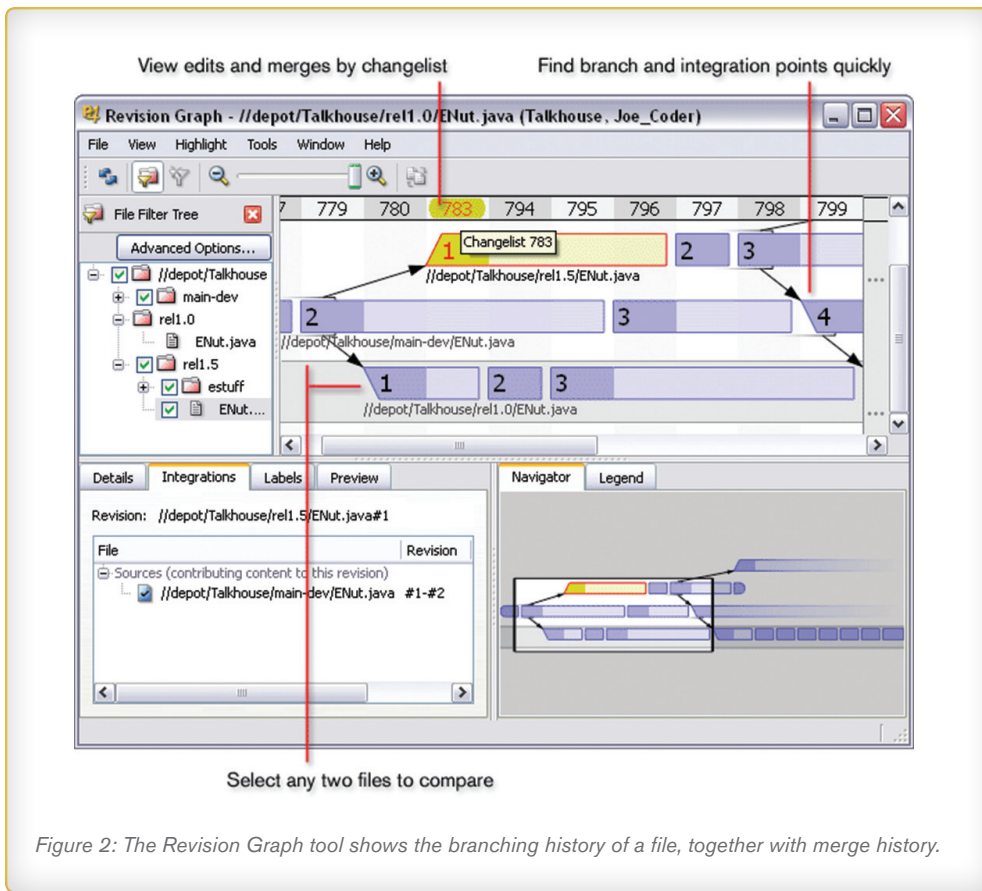 View edits and merges by changelist
Find branch and integration points quickly
Revision Graph - //depot/Talkhouse/rel1.0/ENut.java (Talkhouse, Joe_Coder)
File View Highlight Tools Window Help
File Filter Tree
7 779 780 783 794 795 796 797 798 799
Advanced Options...
1 Changelist 783 2 3
//depot/Talkhouse/rel1.5/ENut.java
...
2 3 4
//depot/Talkhouse/main-dev/ENut.java
1 2 3
//depot/Talkhouse/rel1.0/ENut.java
...
//depot/Talkhouse
main-dev
rel1.0
ENut.java
rel1.5
estuff
ENut....
Details Integrations Labels Preview
Revision: //depot/Talkhouse/rel1.5/ENut.java#1
File Revision
Sources (contributing content to this revision)
//depot/Talkhouse/main-dev/ENut.java #1-#2
Navigator Legend
Select any two files to compare
Figure 2: The Revision Graph tool shows the branching history of a file, together with merge history.